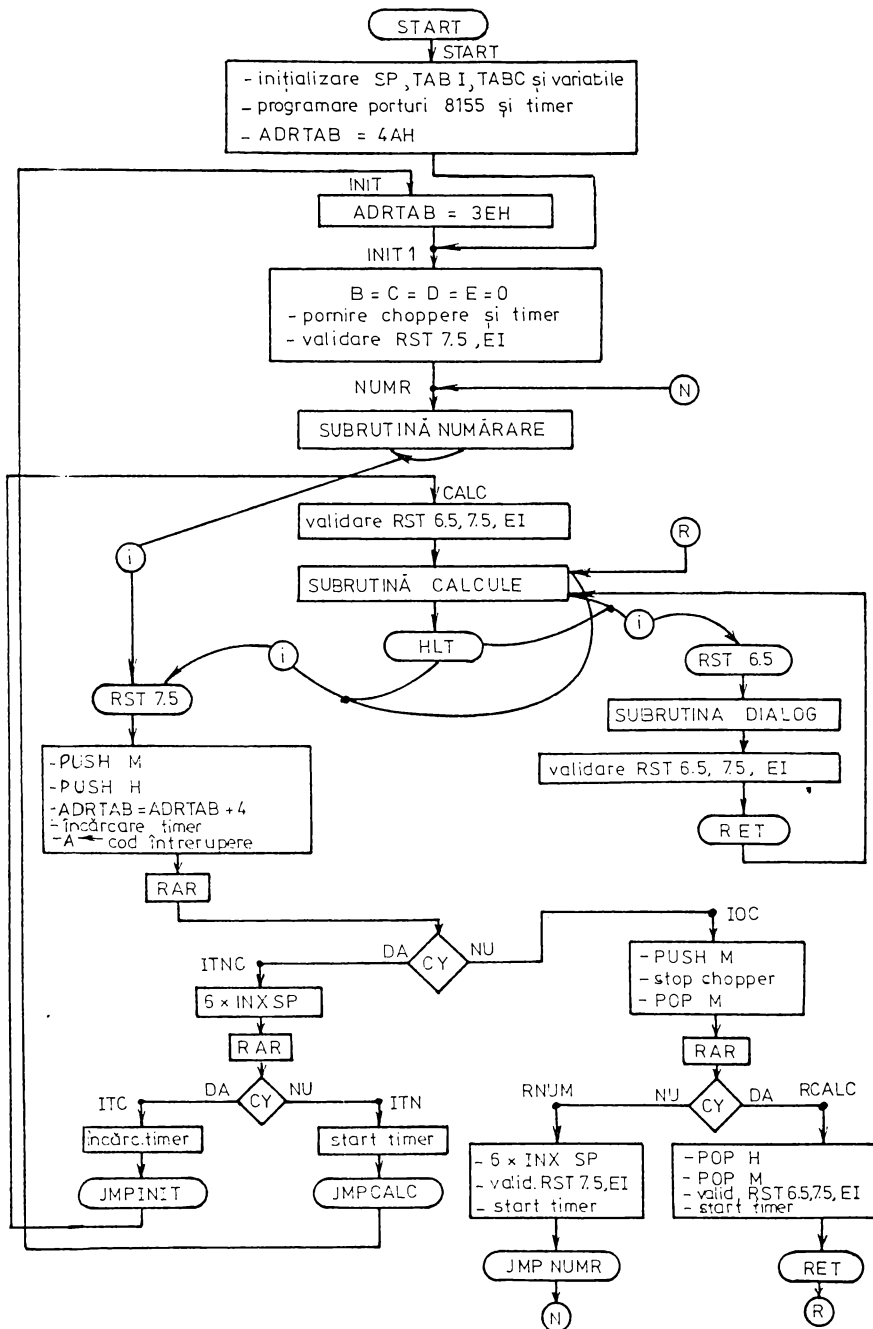 START
START
- inițializare SP, TAB I, TABC și variabile
- programare porturi 8155 și timer
- ADRTAB = 4AH
INIT
ADRTAB = 3EH
INIT 1
B = C = D = E = 0
- pornire choppere și timer
- validare RST 7.5, EI
NUMR
N
SUBRUTINĂ NUMĂRARE
CALC
validare RST 6.5, 7.5, EI
R
i
SUBRUTINĂ CALCULE
HLT
i
i
RST 6.5
RST 7.5
SUBRUTINA DIALOG
- PUSH M
- PUSH H
- ADRTAB = ADRTAB + 4
- încărcare timer
- A ← cod întrerupere
validare RST 6.5, 7.5, EI
RET
RAR
IOC
DA CY NU
ITNC
- PUSH M
- stop chopper
- POP M
6 × INX SP
RAR
RAR
DA CY NU
ITC
ITN
RNUM NU CY DA RCALC
încărc. timer
start timer
- 6 × INX SP
- valid. RST 7.5, EI
- start timer
- POP H
- POP M
- valid. RST 6.5, 7.5, EI
- start timer
JMP INIT
JMP CALC
JMP NUMR
RET
N
R